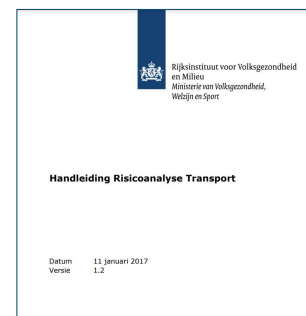 Rijksinstituut voor Volksgezondheid
en Milieu
Ministerie van Volksgezondheid,
Welzijn en Sport
Handleiding Risicoanalyse Transport
Datum 11 januari 2017
Versie 1.2